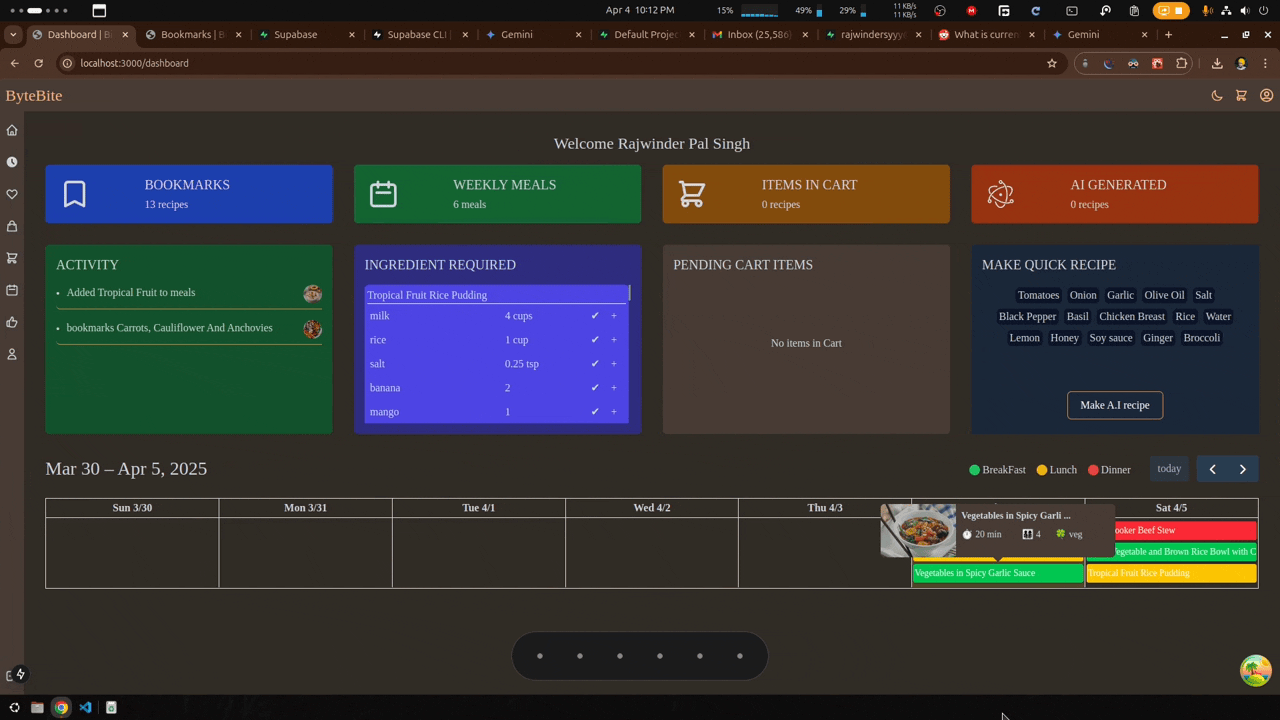 Apr 4 10:12 PM
15%
49%
29%
11 KB/s
11 KB/s
Dashboard | B
Bookmarks | B
Supabase
Supabase CLI |
Gemini
Default Projec
Inbox (25,586)
rajwindersyyy
What is curren
Gemini
localhost:3000/dashboard
ByteBite
Welcome Rajwinder Pal Singh
BOOKMARKS
13 recipes
WEEKLY MEALS
6 meals
ITEMS IN CART
0 recipes
AI GENERATED
0 recipes
ACTIVITY
• Added Tropical Fruit to meals
• bookmarks Carrots, Cauliflower And Anchovies
INGREDIENT REQUIRED
Tropical Fruit Rice Pudding
milk 4 cups ✔ +
rice 1 cup ✔ +
salt 0.25 tsp ✔ +
banana 2 ✔ +
mango 1 ✔ +
PENDING CART ITEMS
No items in Cart
MAKE QUICK RECIPE
Tomatoes Onion Garlic Olive Oil Salt
Black Pepper Basil Chicken Breast Rice Water
Lemon Honey Soy sauce Ginger Broccoli
Make A.I recipe
Mar 30 – Apr 5, 2025
BreakFast Lunch Dinner
today
Sun 3/30 Mon 3/31 Tue 4/1 Wed 4/2 Thu 4/3 Sat 4/5
Vegetables in Spicy Garli ...
20 min 4 veg
Vegetables in Spicy Garlic Sauce
ooker Beef Stew
egetable and Brown Rice Bowl with C
Tropical Fruit Rice Pudding